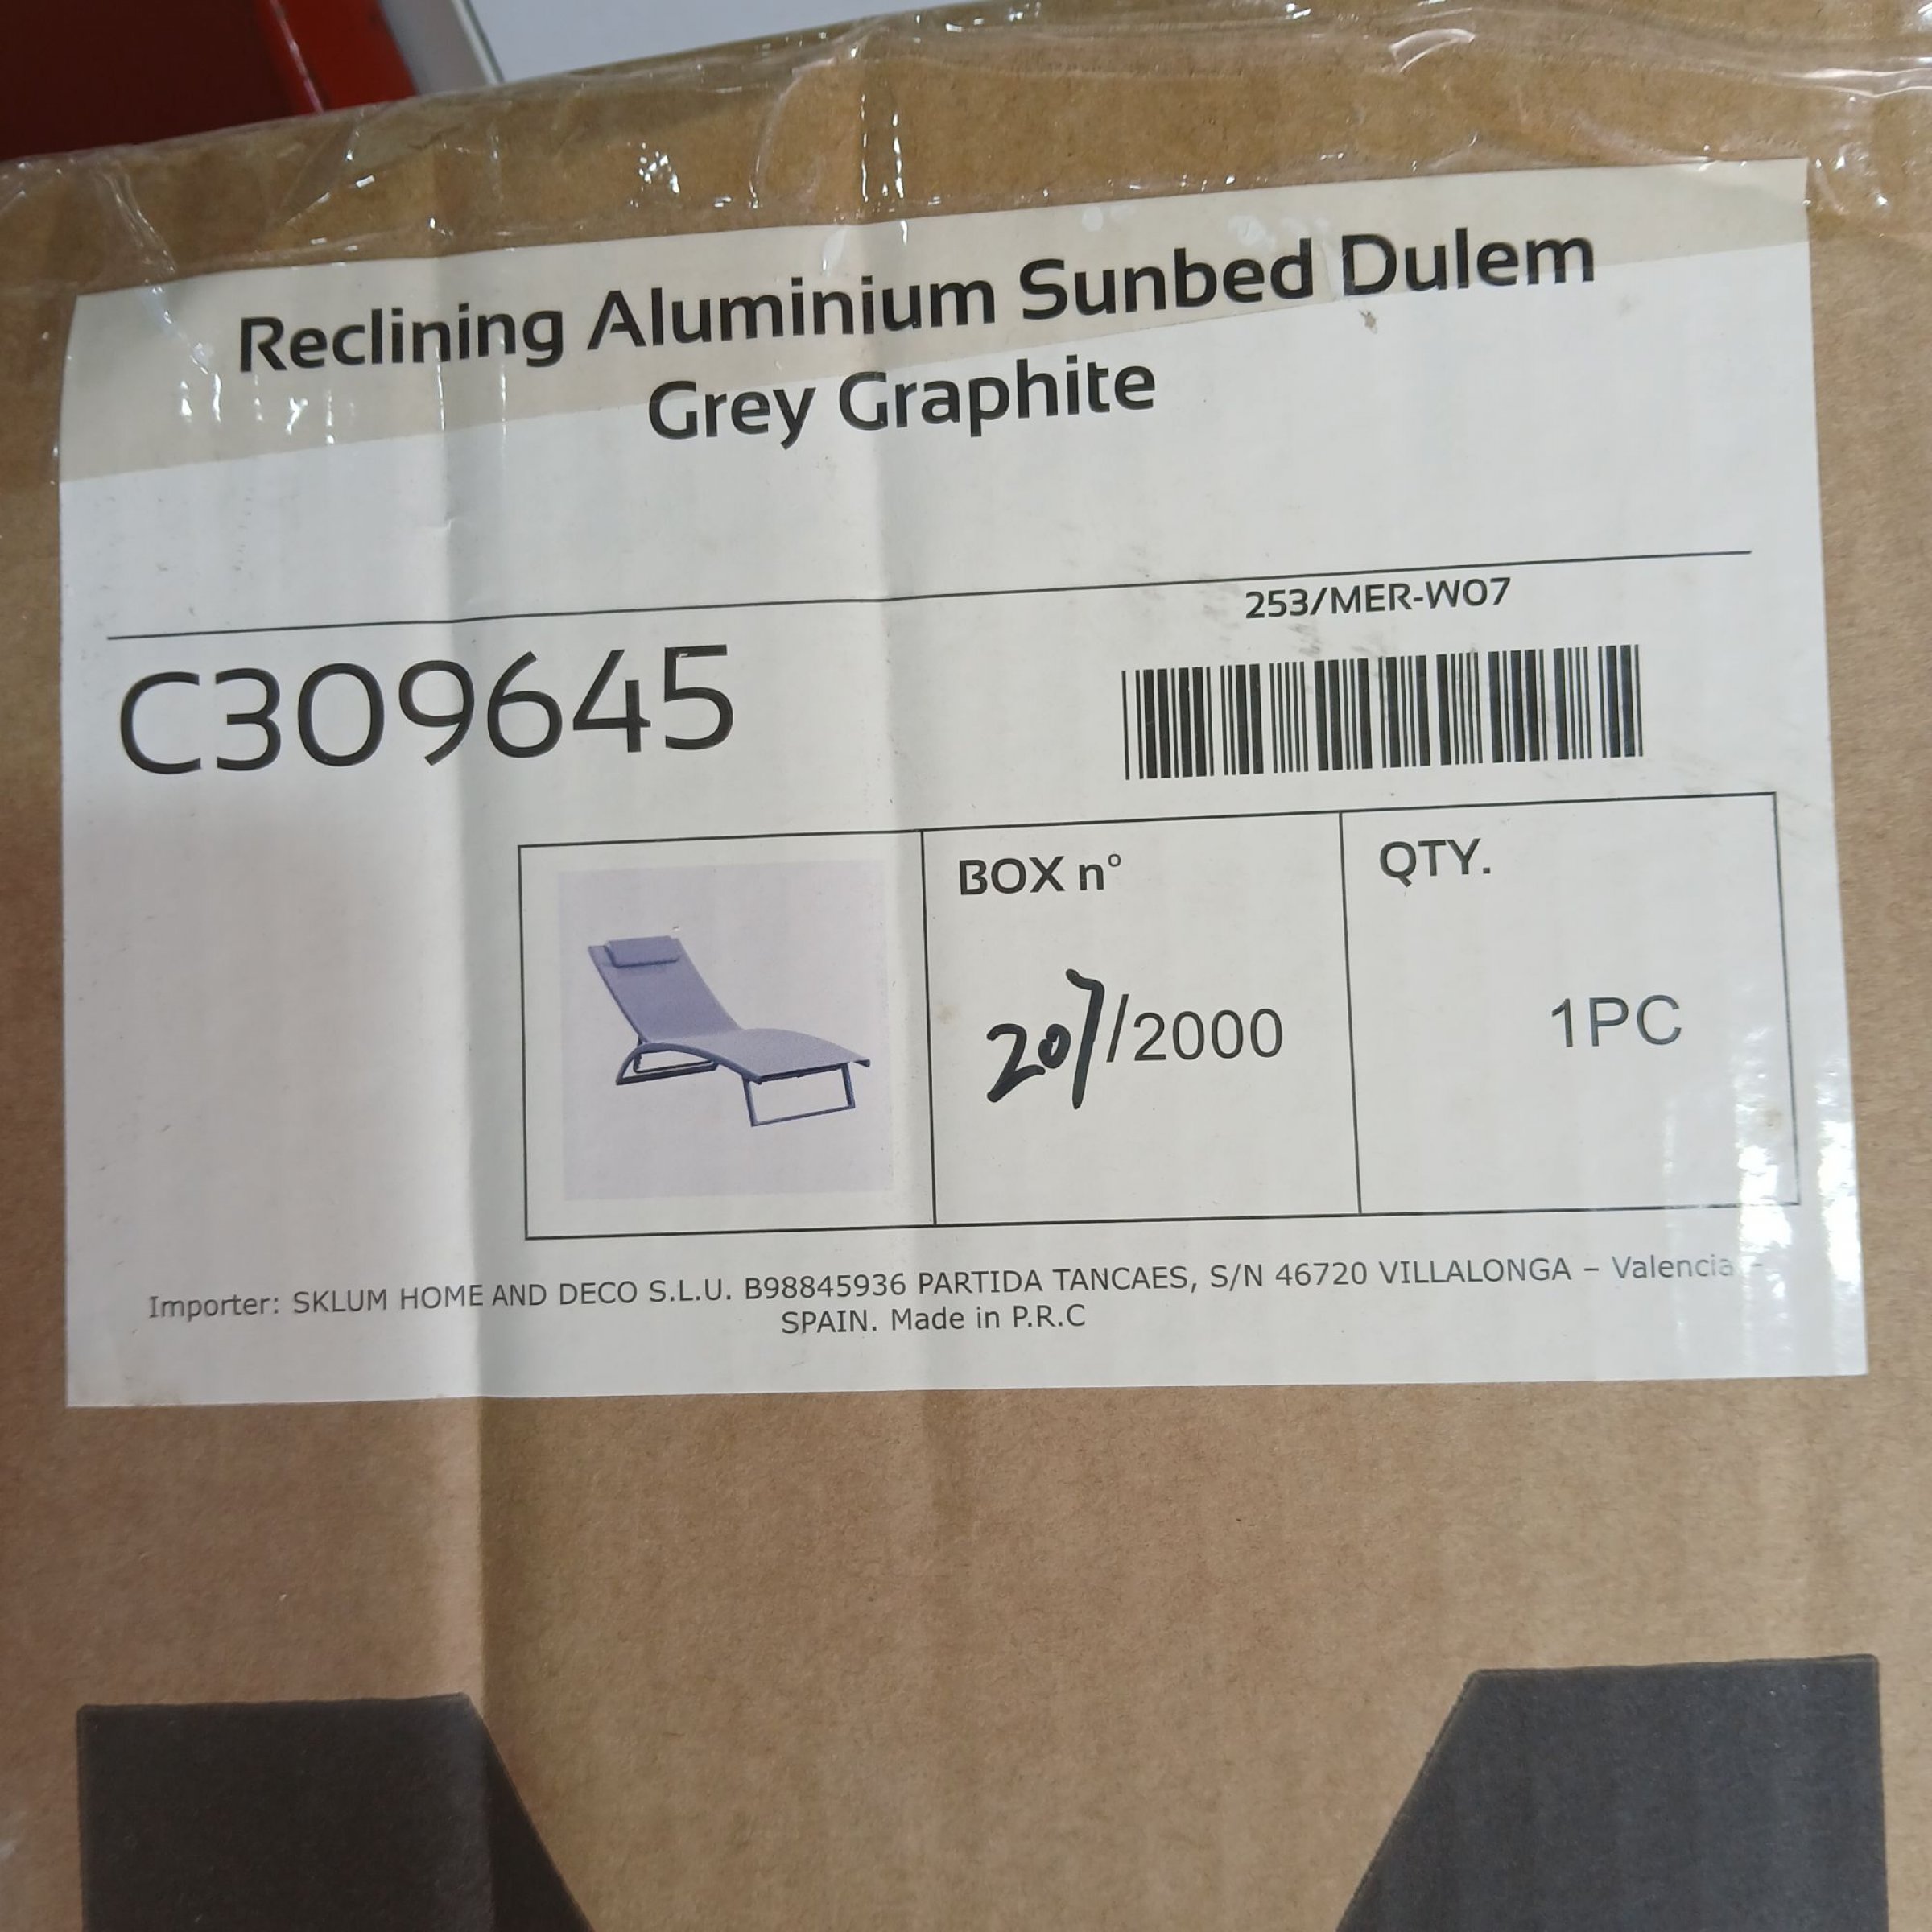 Reclining Aluminium Sunbed Dulem
Grey Graphite
253/MER-W07
C309645
BOX nº
QTY.
207/2000
1PC
Importer: SKLUM HOME AND DECO S.L.U. B98845936 PARTIDA TANCAES, S/N 46720 VILLALONGA – Valencia -
SPAIN. Made in P.R.C